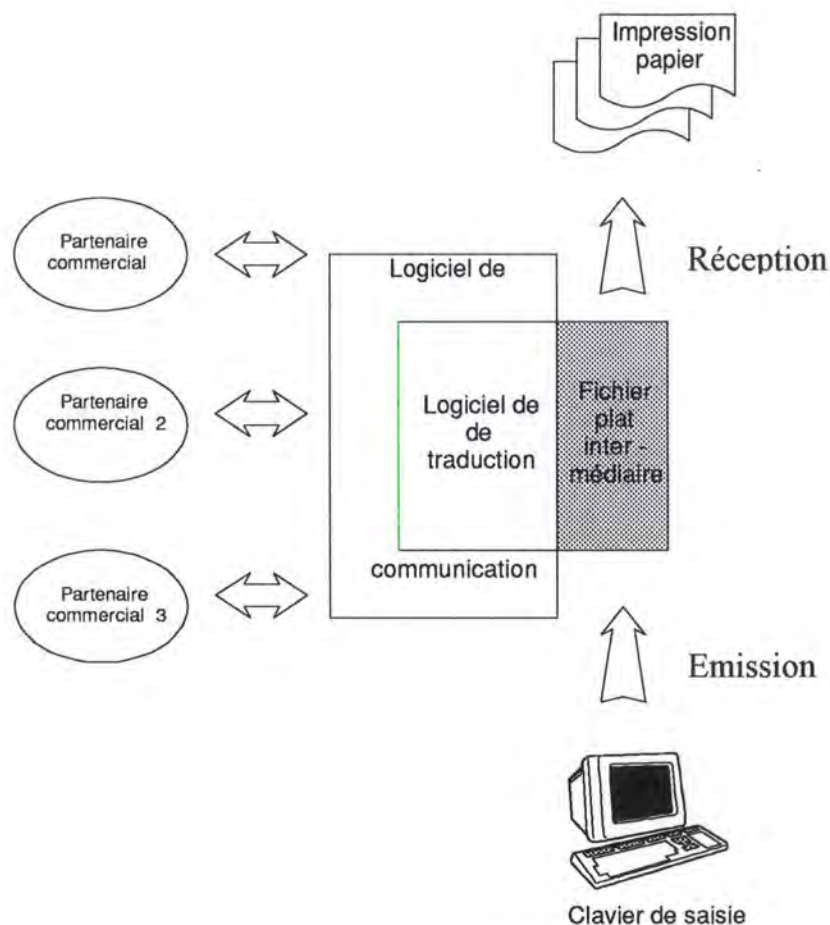 Impression
papier
Partenaire
commercial
Logiciel de
Réception
Partenaire
commercial 2
Logiciel de
de
traduction
Fichier
plat
inter -
médiaire
communication
Partenaire
commercial 3
Emission
Clavier de saisie